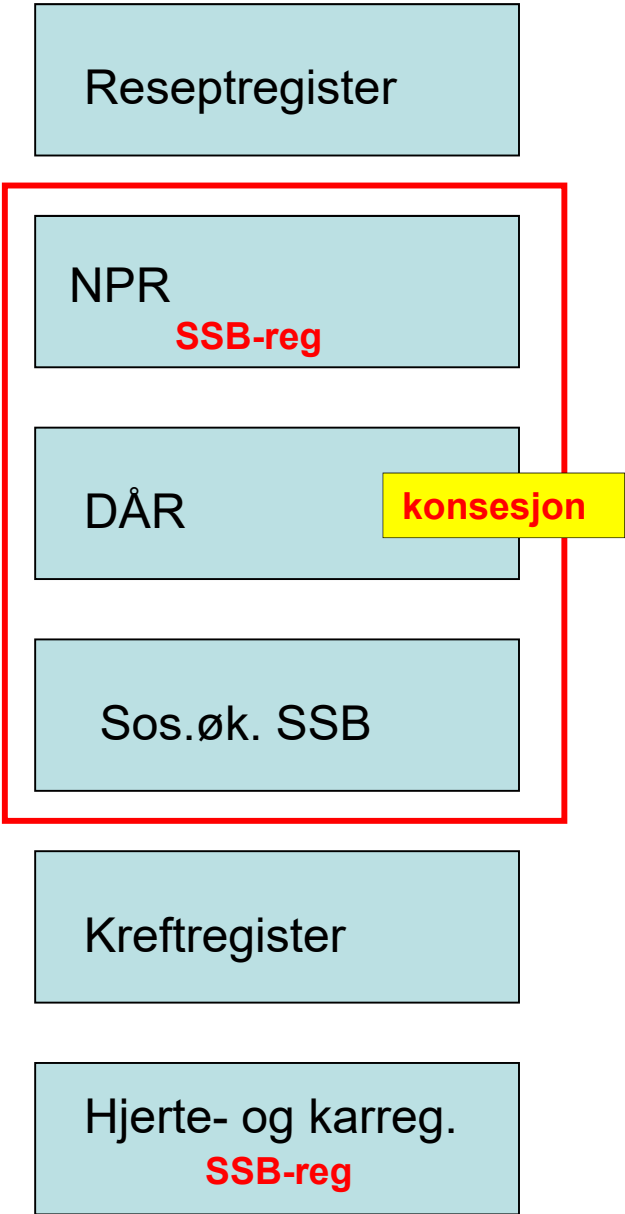 Reseptregister
NPR
SSB-reg
DÅR
konsesjon
Sos.øk. SSB
Kreftregister
Hjerte- og karreg.
SSB-reg